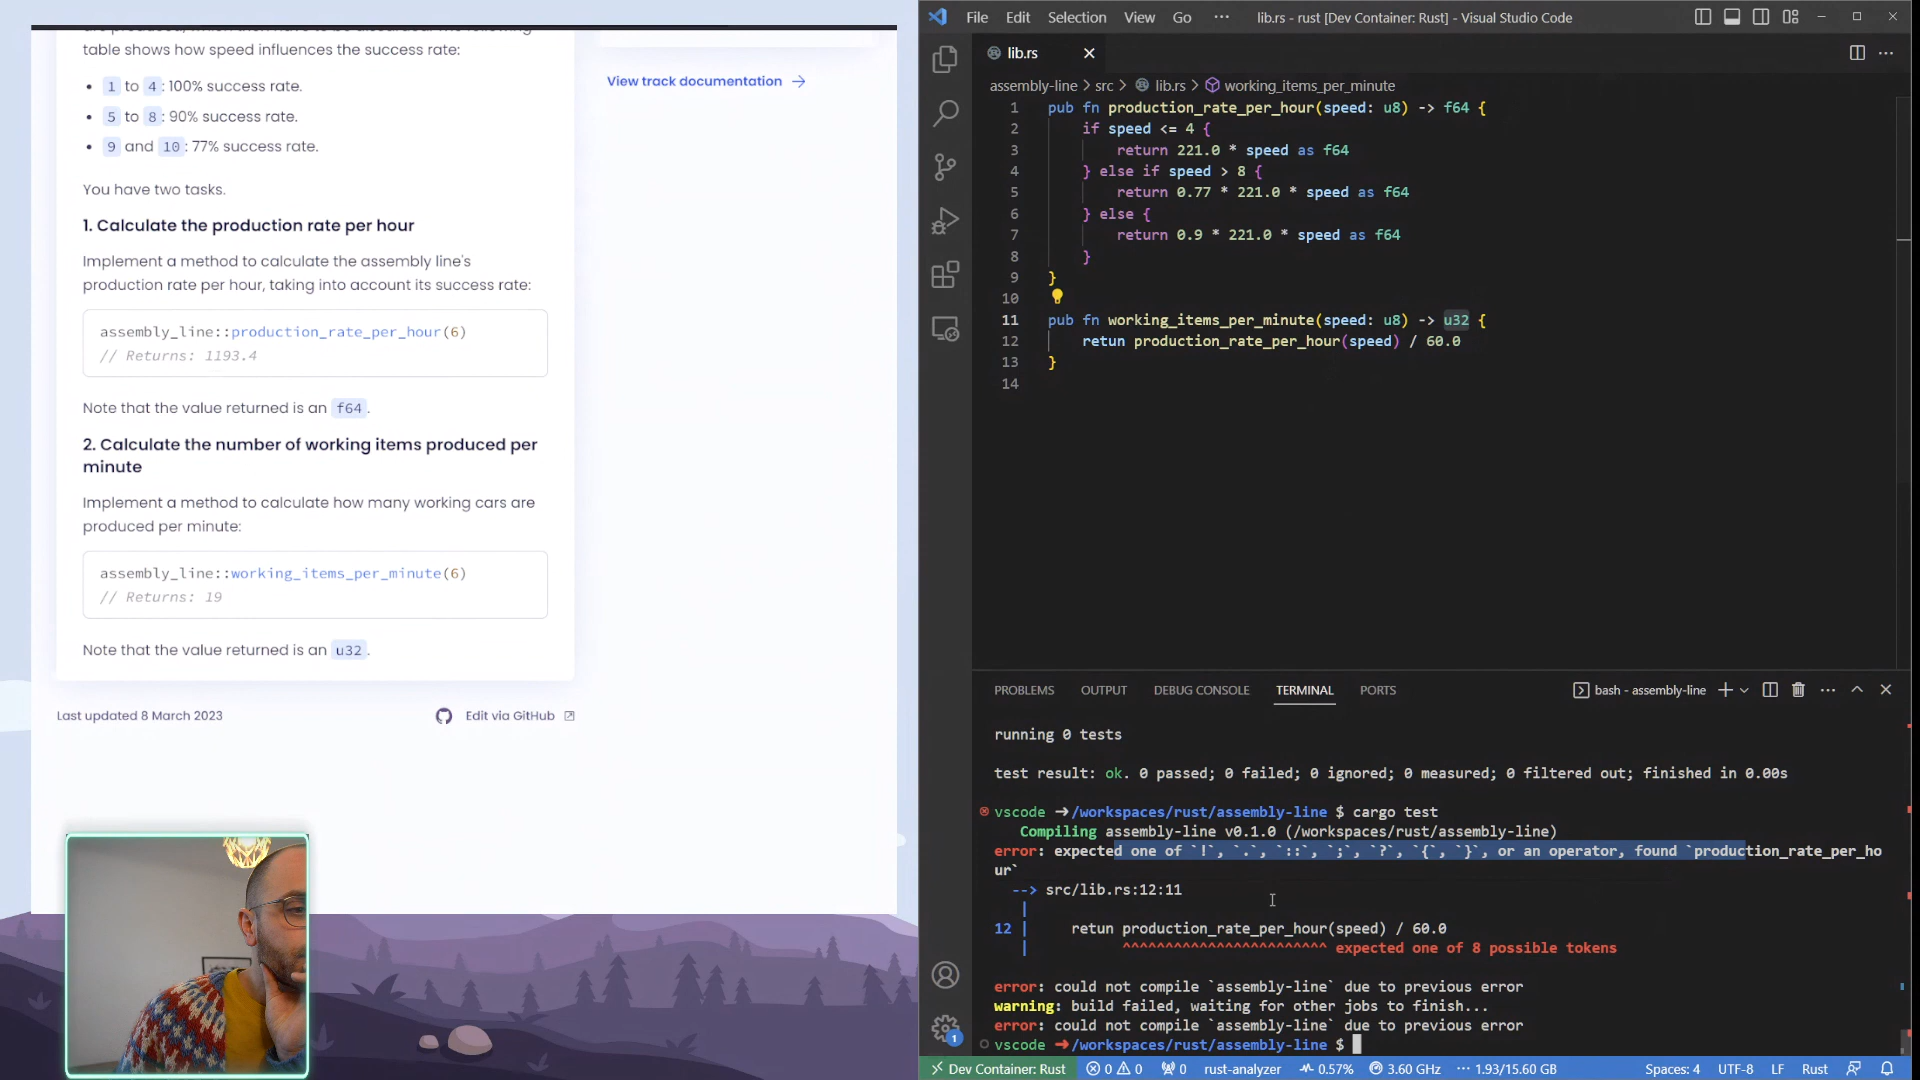 table shows how speed influences the success rate:
1 to 4: 100% success rate.
5 to 8: 90% success rate.
9 and 10: 77% success rate.
You have two tasks.
1. Calculate the production rate per hour
Implement a method to calculate the assembly line's
production rate per hour, taking into account its success rate:
assembly_line::production_rate_per_hour(6)
// Returns: 1193.4
Note that the value returned is an f64.
2. Calculate the number of working items produced per
minute
Implement a method to calculate how many working cars are
produced per minute:
assembly_line::working_items_per_minute(6)
// Returns: 19
Note that the value returned is an u32.
Last updated 8 March 2023
Edit via GitHub
View track documentation →
File Edit Selection View Go ··· lib.rs - rust [Dev Container: Rust] - Visual Studio Code
lib.rs
assembly-line > src > lib.rs > working_items_per_minute
1 pub fn production_rate_per_hour(speed: u8) -> f64 {
2 if speed <= 4 {
3 return 221.0 * speed as f64
4 } else if speed > 8 {
5 return 0.77 * 221.0 * speed as f64
6 } else {
7 return 0.9 * 221.0 * speed as f64
8 }
9 }
10
11 pub fn working_items_per_minute(speed: u8) -> u32 {
12 retun production_rate_per_hour(speed) / 60.0
13 }
14
PROBLEMS OUTPUT DEBUG CONSOLE TERMINAL PORTS bash - assembly-line
running 0 tests
test result: ok. 0 passed; 0 failed; 0 ignored; 0 measured; 0 filtered out; finished in 0.00s
vscode ➜ /workspaces/rust/assembly-line $ cargo test
Compiling assembly-line v0.1.0 (/workspaces/rust/assembly-line)
error: expected one of `!`, `.`, `::`, `;`, `?`, `{`, `}`, or an operator, found `production_rate_per_ho
ur`
--> src/lib.rs:12:11
|
12 | retun production_rate_per_hour(speed) / 60.0
| ^^^^^^^^^^^^^^^^^^^^^^^^ expected one of 8 possible tokens
error: could not compile `assembly-line` due to previous error
warning: build failed, waiting for other jobs to finish...
error: could not compile `assembly-line` due to previous error
vscode ➜ /workspaces/rust/assembly-line $
1
Dev Container: Rust 0 0 0 rust-analyzer 0.57% 3.60 GHz ··· 1.93/15.60 GB Spaces: 4 UTF-8 LF Rust